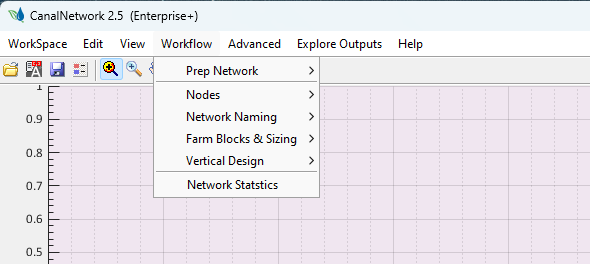 CanalNetwork 2.5 (Enterprise+)
WorkSpace Edit View Workflow Advanced Explore Outputs Help
Prep Network
Nodes
Network Naming
Farm Blocks & Sizing
Vertical Design
Network Statstics
1
0.9
0.8
0.7
0.6
0.5